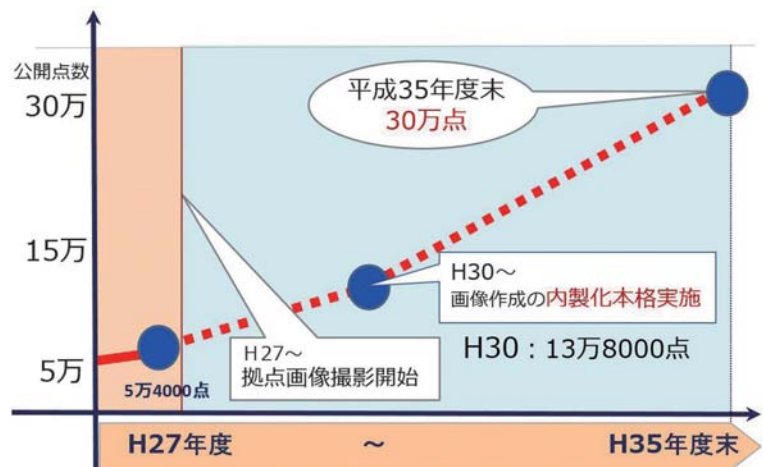 公開点数
30万
15万
5万
平成35年度末
30万点
H30～
画像作成の内製化本格実施
H30：13万8000点
H27～
拠点画像撮影開始
5万4000点
H27年度
～
H35年度末